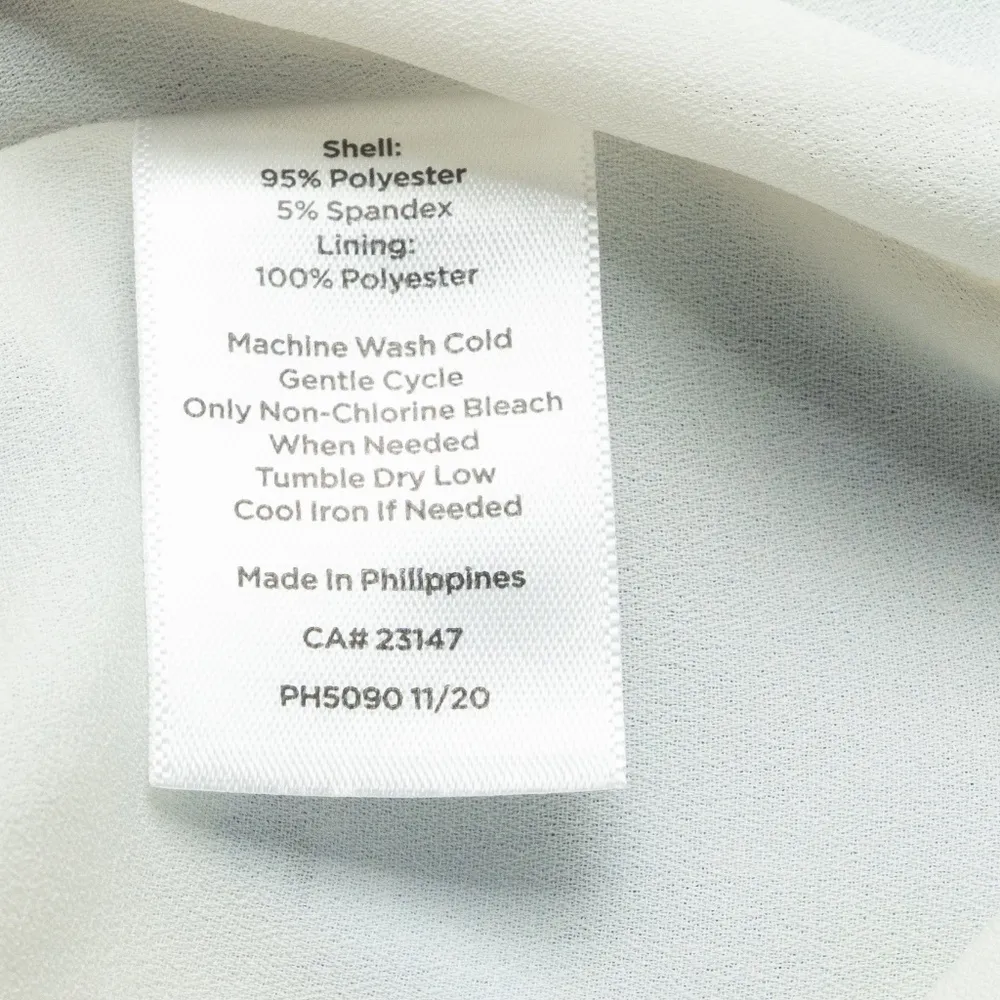 Shell:
95% Polyester
5% Spandex
Lining:
100% Polyester
Machine Wash Cold
Gentle Cycle
Only Non-Chlorine Bleach
When Needed
Tumble Dry Low
Cool Iron If Needed
Made In Philippines
CA# 23147
PH5090 11/20